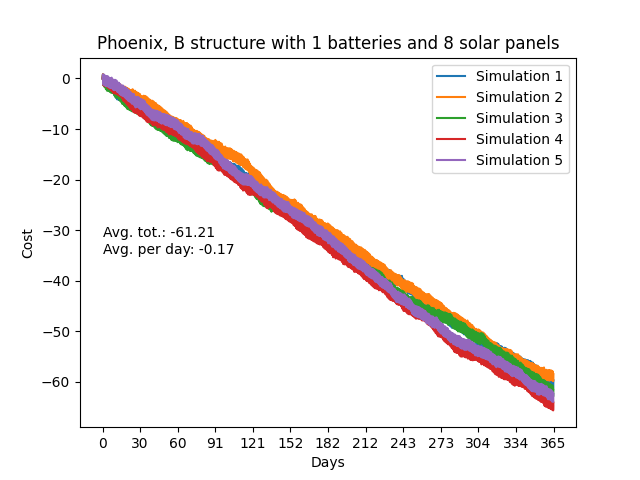 Phoenix, B structure with 1 batteries and 8 solar panels
Simulation 1
Simulation 2
Simulation 3
Simulation 4
Simulation 5
Cost
0
−10
−20
−30
−40
−50
−60
Avg. tot.: -61.21
Avg. per day: -0.17
0 30 60 91 121 152 182 212 243 273 304 334 365
Days